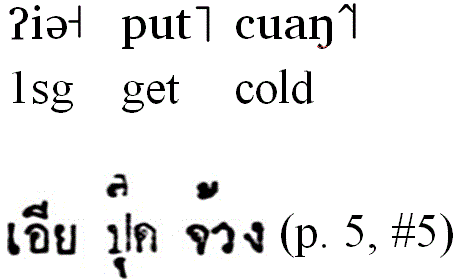 ʔiə˧ put˥ cuaŋ˦˥˦
1sg get cold
เอีย ปุ๊ด จ้วง (p. 5, #5)